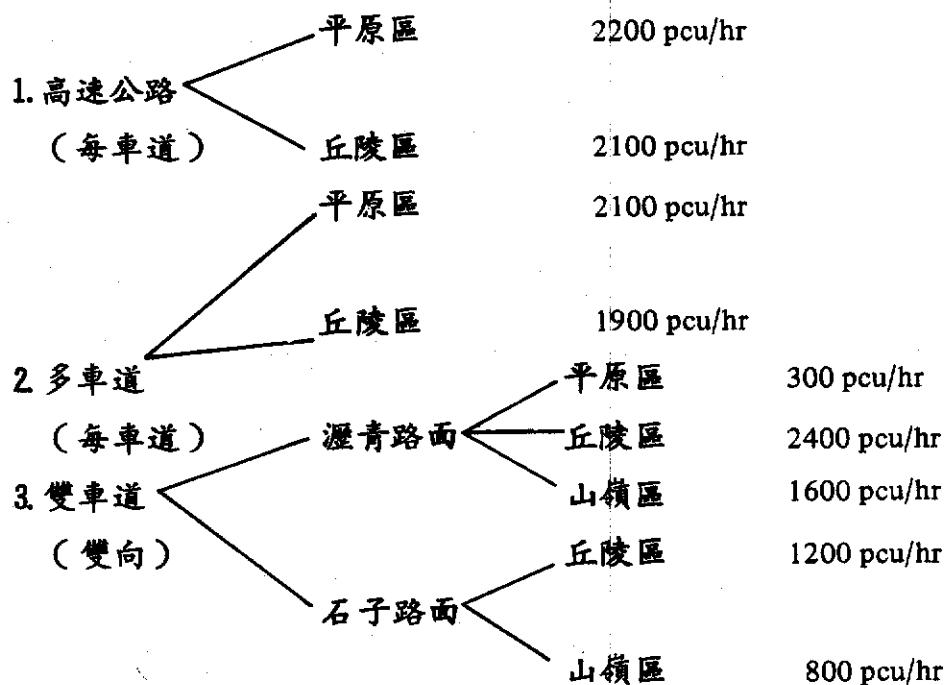 平原區 2200 pcu/hr
1. 高速公路
（每車道） 丘陵區 2100 pcu/hr
平原區 2100 pcu/hr
丘陵區 1900 pcu/hr
2. 多車道 平原區 300 pcu/hr
（每車道） 瀝青路面 丘陵區 2400 pcu/hr
3. 雙車道 山嶺區 1600 pcu/hr
（雙向） 丘陵區 1200 pcu/hr
石子路面
山嶺區 800 pcu/hr